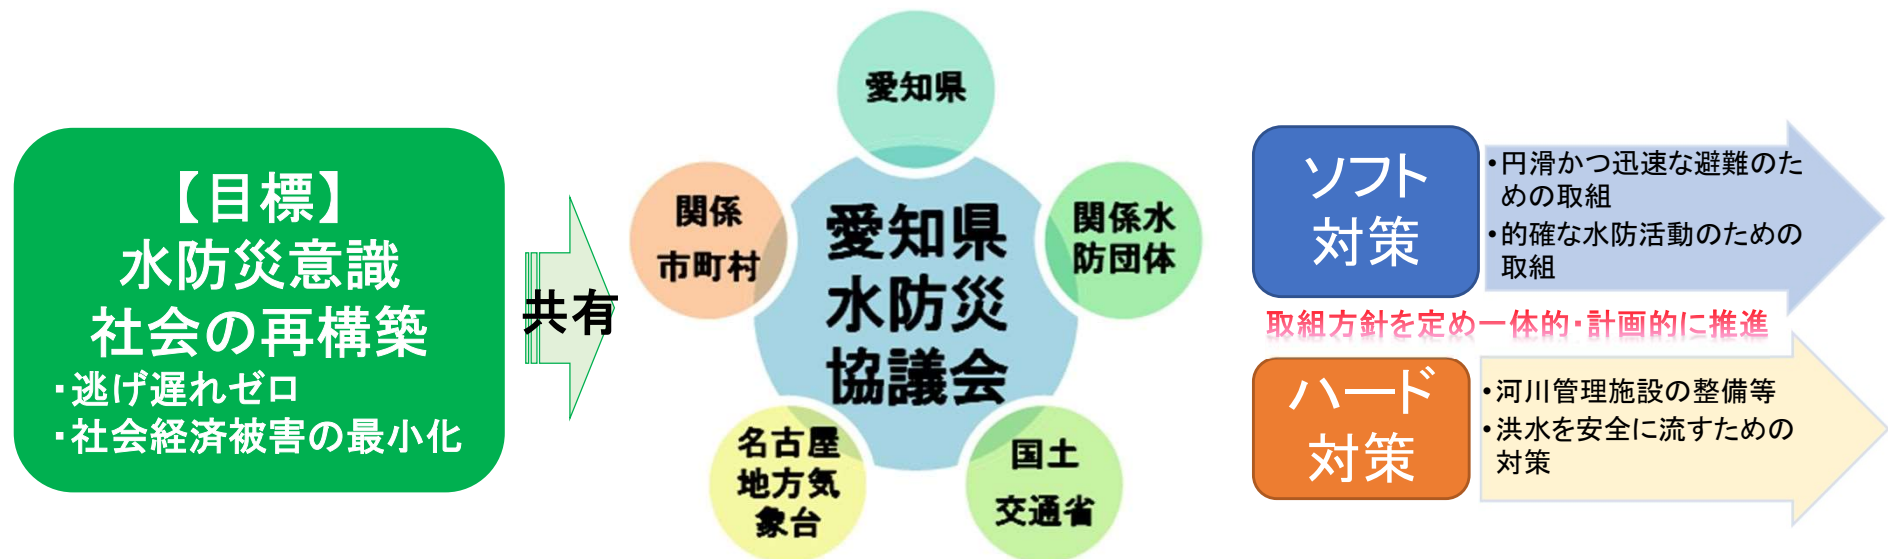 【目標】
水防災意識
社会の再構築
・逃げ遅れゼロ
・社会経済被害の最小化
共有
愛知県
関係
市町村
愛知県
水防災
協議会
関係水
防団体
名古屋
地方気
象台
国土
交通省
ソフト
対策
・円滑かつ迅速な避難のた
めの取組
・的確な水防活動のための
取組
取組方針を定め一体的・計画的に推進
ハード
対策
・河川管理施設の整備等
・洪水を安全に流すための
対策